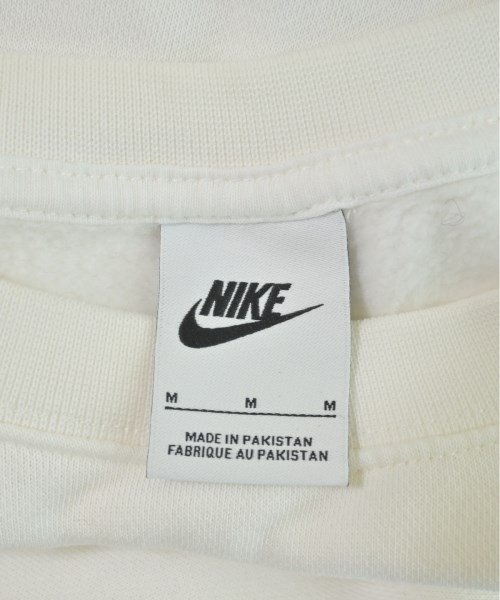 NIKE
M M M
MADE IN PAKISTAN
FABRIQUE AU PAKISTAN